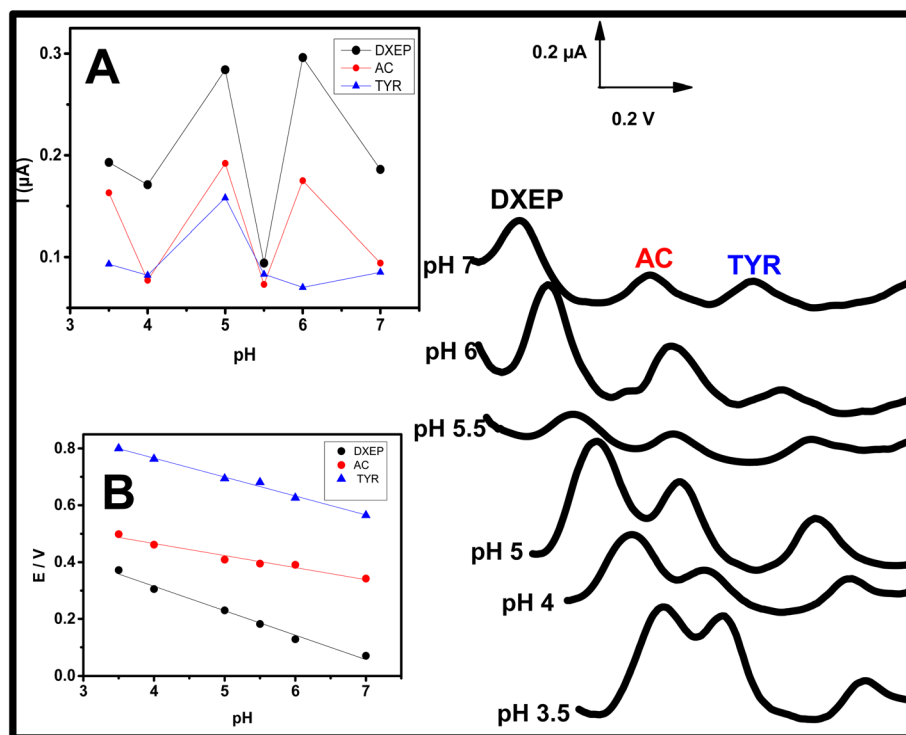 A
DXEP
AC
TYR
0.3
0.2
0.1
I (µA)
3 4 5 6 7
pH
B
DXEP
AC
TYR
0.8
0.6
0.4
0.2
0.0
E / V
3 4 5 6 7
pH
0.2 µA
0.2 V
DXEP
AC
TYR
pH 7
pH 6
pH 5.5
pH 5
pH 4
pH 3.5